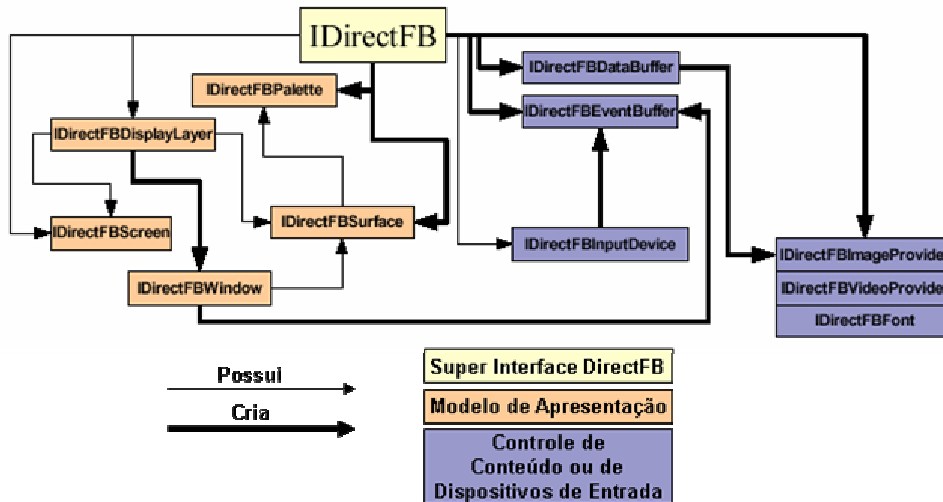 IDirectFB
IDirectFBDataBuffer
IDirectFBPalette
IDirectFBEventBuffer
IDirectFBDisplayLayer
IDirectFBSurface
IDirectFBScreen
IDirectFBInputDevice
IDirectFBImageProvide
IDirectFBWindow
IDirectFBVideoProvide
IDirectFBFont
Possui
Cria
Super Interface DirectFB
Modelo de Apresentação
Controle de
Conteúdo ou de
Dispositivos de Entrada